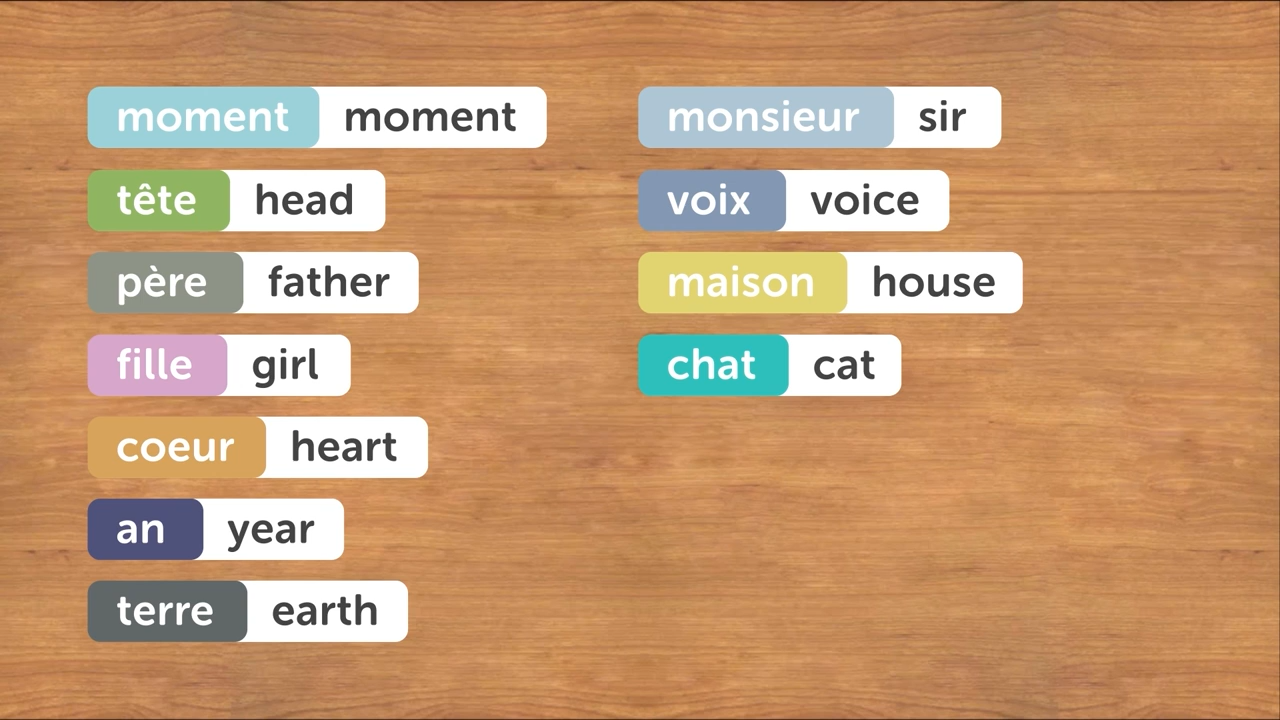 moment moment
tête head
père father
fille girl
coeur heart
an year
terre earth
monsieur sir
voix voice
maison house
chat cat